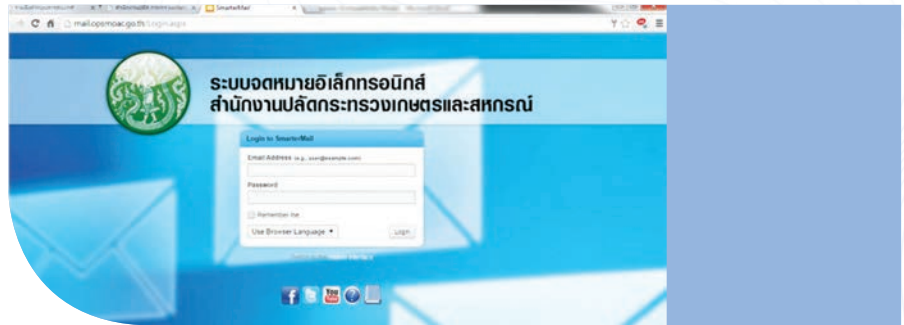 SmarterMail
mail.opsmoac.go.th/Login.aspx
ระบบจดหมายอิเล็กทรอนิกส์
สำนักงานปลัดกระทรวงเกษตรและสหกรณ์
Login to SmarterMail
Email Address (e.g., user@example.com)
Password
Remember me
Use Browser Language
Login
You